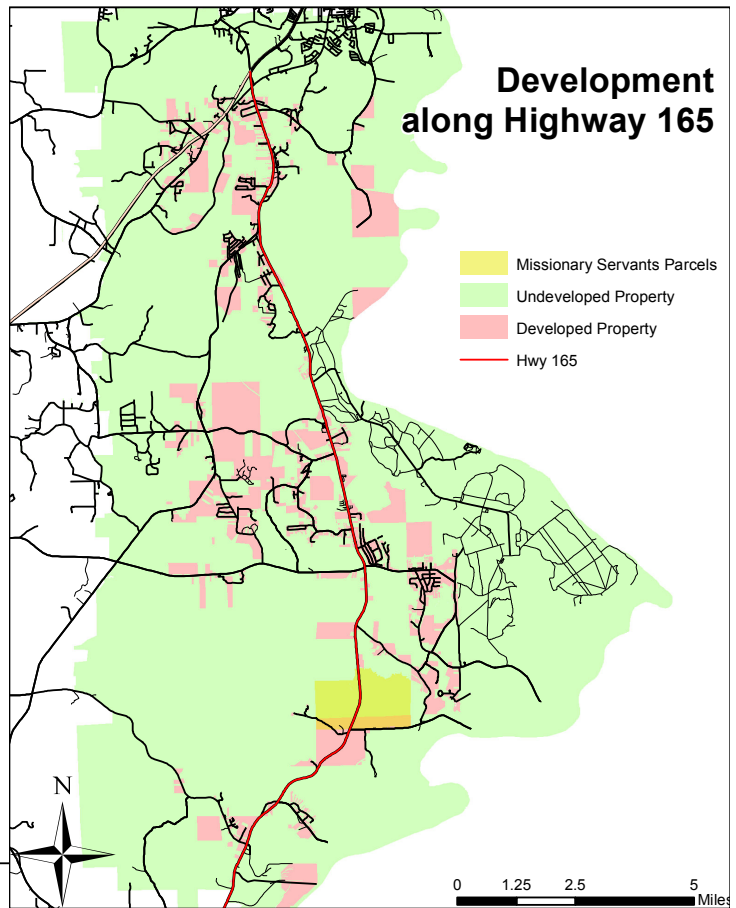 Development
along Highway 165
Missionary Servants Parcels
Undeveloped Property
Developed Property
Hwy 165
N
0 1.25 2.5 5
Miles